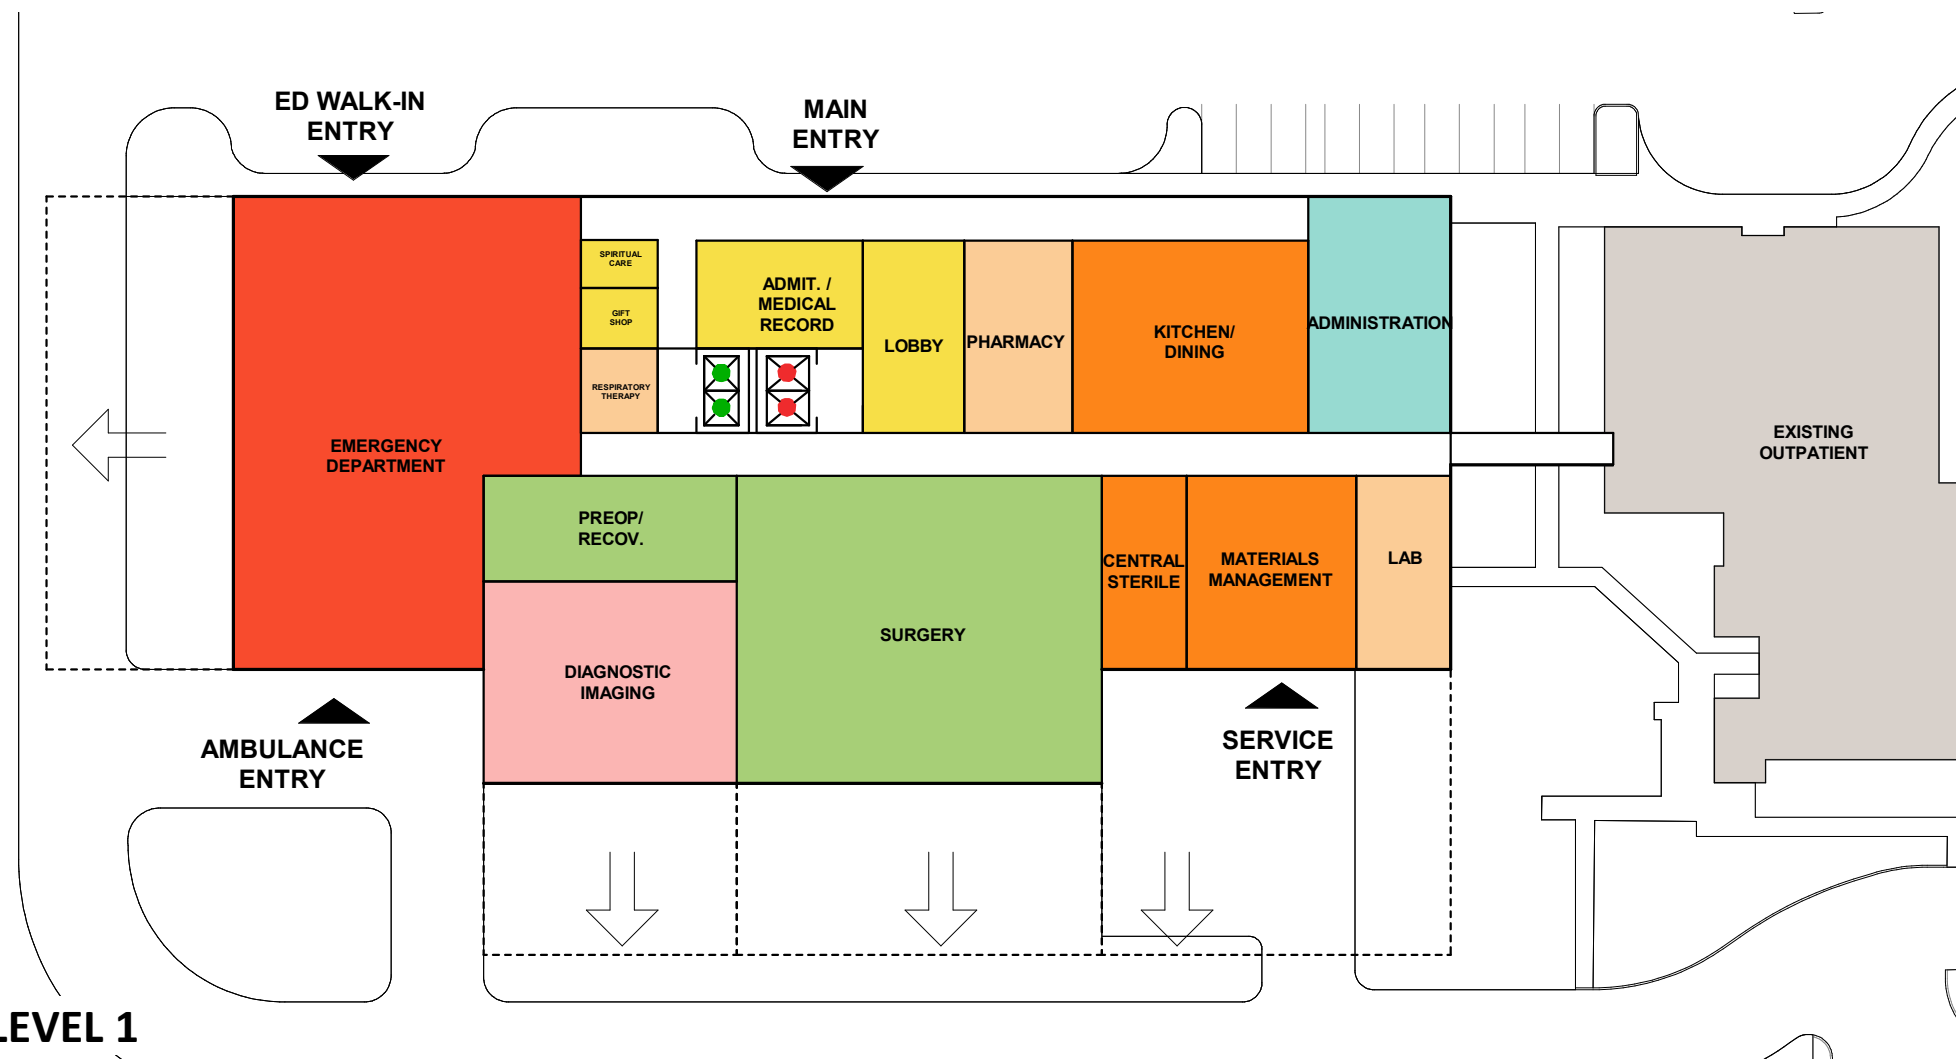 ED WALK-IN
ENTRY
MAIN
ENTRY
SPIRITUAL
CARE
GIFT
SHOP
RESPIRATORY
THERAPY
ADMIT. /
MEDICAL
RECORD
LOBBY
PHARMACY
KITCHEN/
DINING
ADMINISTRATION
EMERGENCY
DEPARTMENT
EXISTING
OUTPATIENT
PREOP/
RECOV.
DIAGNOSTIC
IMAGING
SURGERY
CENTRAL
STERILE
MATERIALS
MANAGEMENT
LAB
AMBULANCE
ENTRY
SERVICE
ENTRY
LEVEL 1